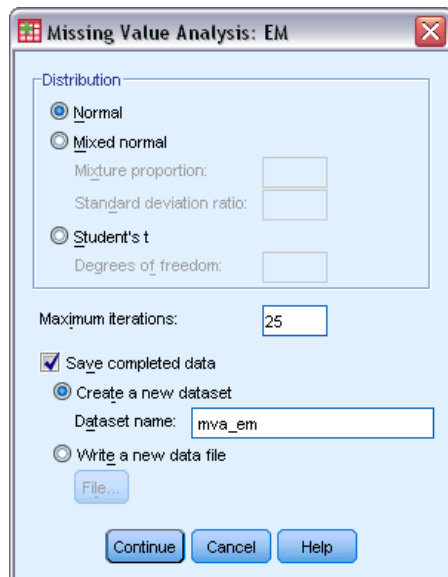 Missing Value Analysis: EM
Distribution
Normal
Mixed normal
Mixture proportion:
Standard deviation ratio:
Student's t
Degrees of freedom:
Maximum iterations: 25
Save completed data
Create a new dataset
Dataset name: mva_em
Write a new data file
File...
Continue Cancel Help